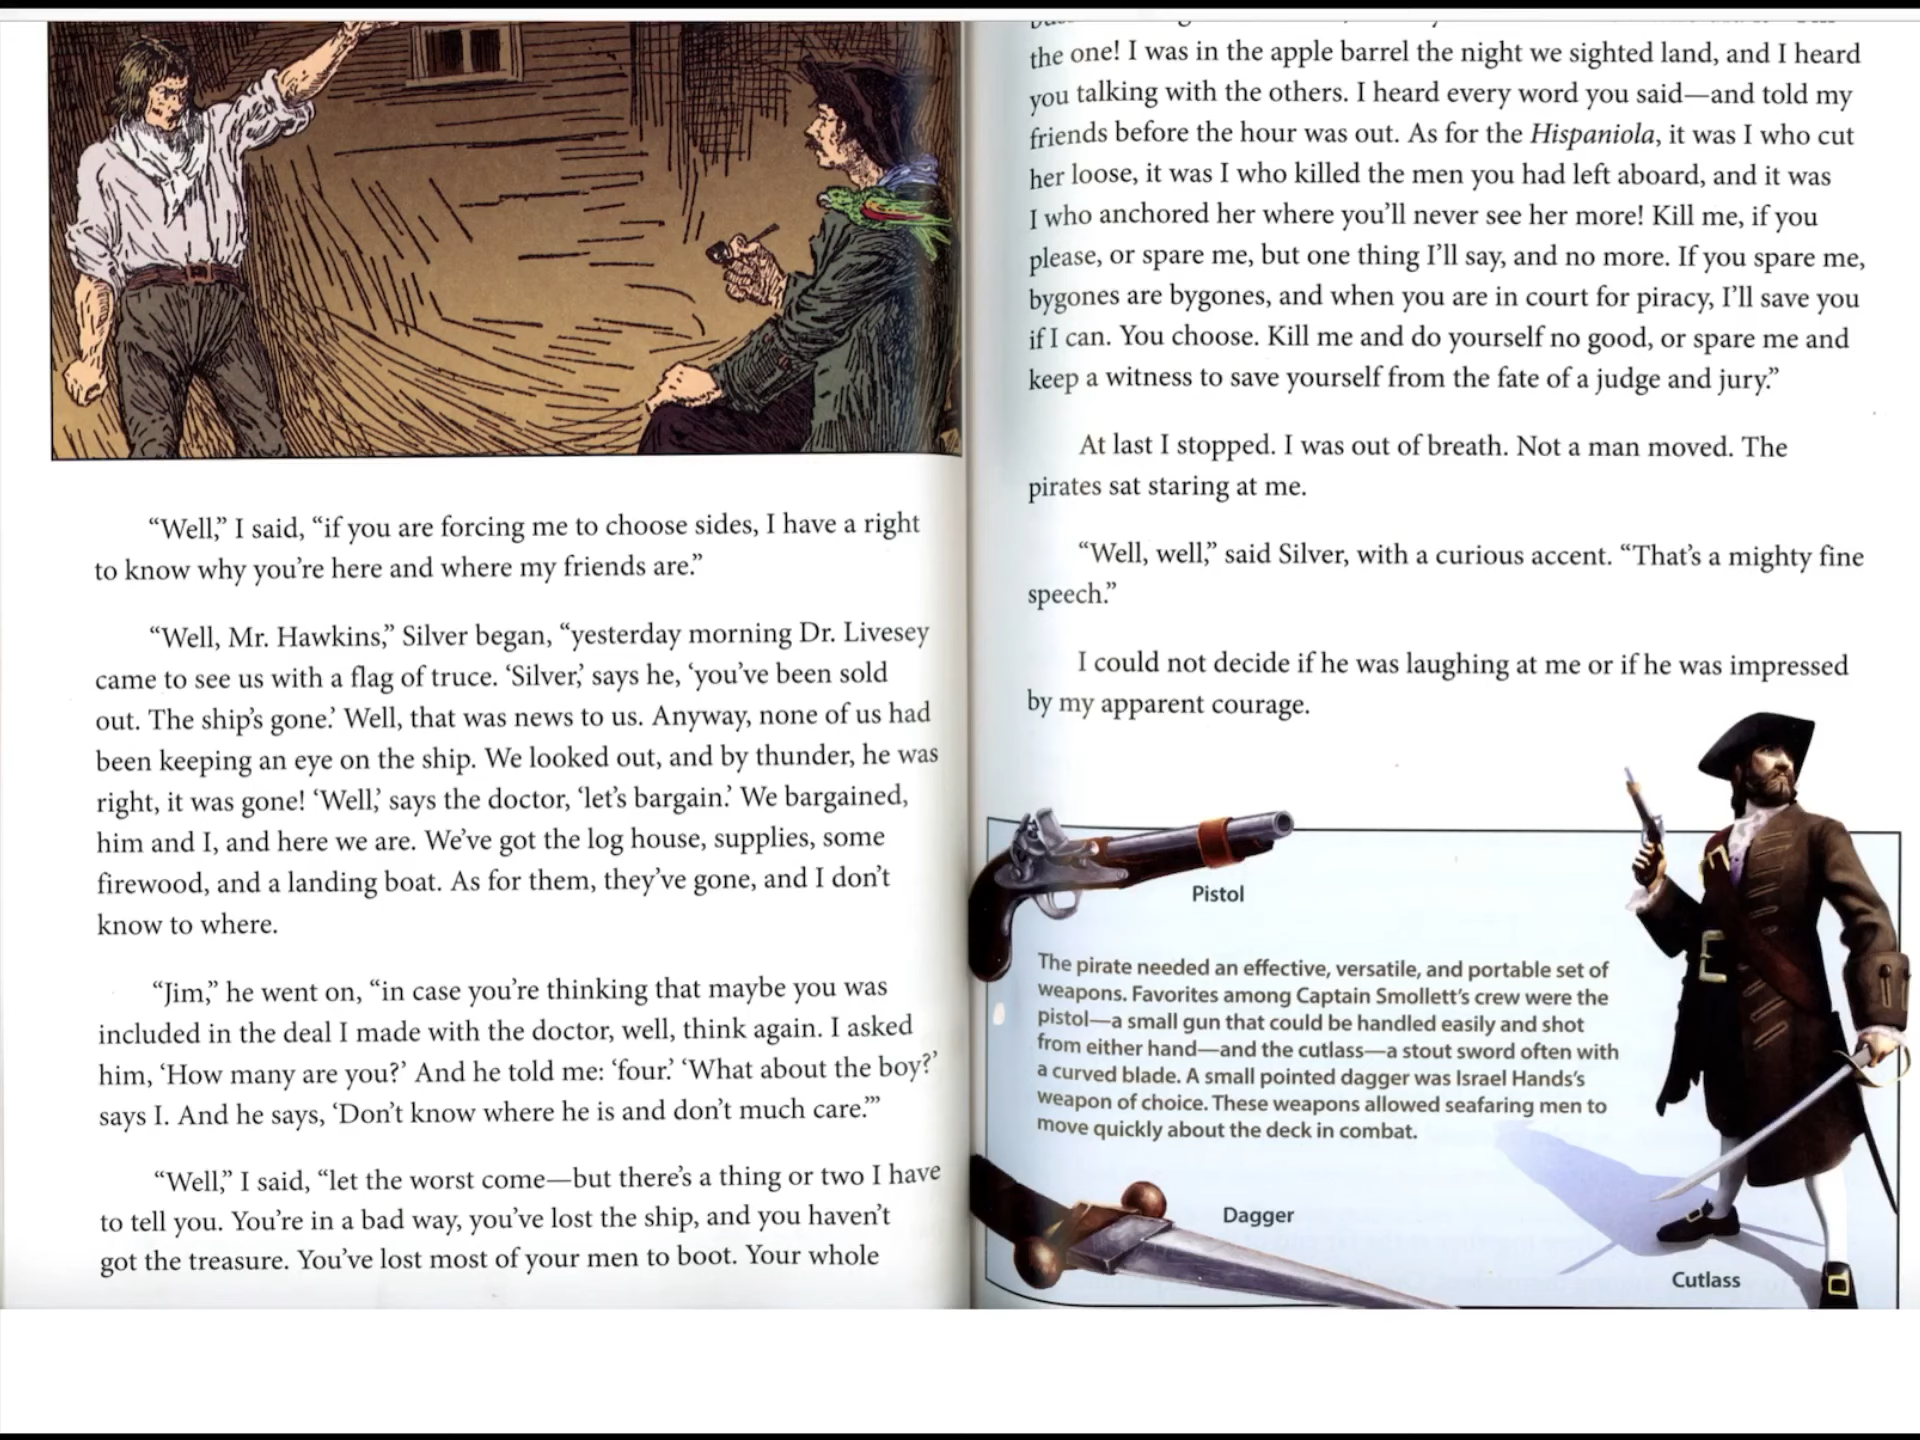 “Well,” I said, “if you are forcing me to choose sides, I have a right
to know why you’re here and where my friends are.”
“Well, Mr. Hawkins,” Silver began, “yesterday morning Dr. Livesey
came to see us with a flag of truce. ‘Silver,’ says he, ‘you’ve been sold
out. The ship’s gone.’ Well, that was news to us. Anyway, none of us had
been keeping an eye on the ship. We looked out, and by thunder, he was
right, it was gone! ‘Well,’ says the doctor, ‘let’s bargain.’ We bargained,
him and I, and here we are. We’ve got the log house, supplies, some
firewood, and a landing boat. As for them, they’ve gone, and I don’t
know to where.
“Jim,” he went on, “in case you’re thinking that maybe you was
included in the deal I made with the doctor, well, think again. I asked
him, ‘How many are you?’ And he told me: ‘four.’ ‘What about the boy?’
says I. And he says, ‘Don’t know where he is and don’t much care.’”
“Well,” I said, “let the worst come—but there’s a thing or two I have
to tell you. You’re in a bad way, you’ve lost the ship, and you haven’t
got the treasure. You’ve lost most of your men to boot. Your whole
the one! I was in the apple barrel the night we sighted land, and I heard
you talking with the others. I heard every word you said—and told my
friends before the hour was out. As for the Hispaniola, it was I who cut
her loose, it was I who killed the men you had left aboard, and it was
I who anchored her where you’ll never see her more! Kill me, if you
please, or spare me, but one thing I’ll say, and no more. If you spare me,
bygones are bygones, and when you are in court for piracy, I’ll save you
if I can. You choose. Kill me and do yourself no good, or spare me and
keep a witness to save yourself from the fate of a judge and jury.”
At last I stopped. I was out of breath. Not a man moved. The
pirates sat staring at me.
“Well, well,” said Silver, with a curious accent. “That’s a mighty fine
speech.”
I could not decide if he was laughing at me or if he was impressed
by my apparent courage.
Pistol
The pirate needed an effective, versatile, and portable set of
weapons. Favorites among Captain Smollett’s crew were the
pistol—a small gun that could be handled easily and shot
from either hand—and the cutlass—a stout sword often with
a curved blade. A small pointed dagger was Israel Hands’s
weapon of choice. These weapons allowed seafaring men to
move quickly about the deck in combat.
Dagger
Cutlass